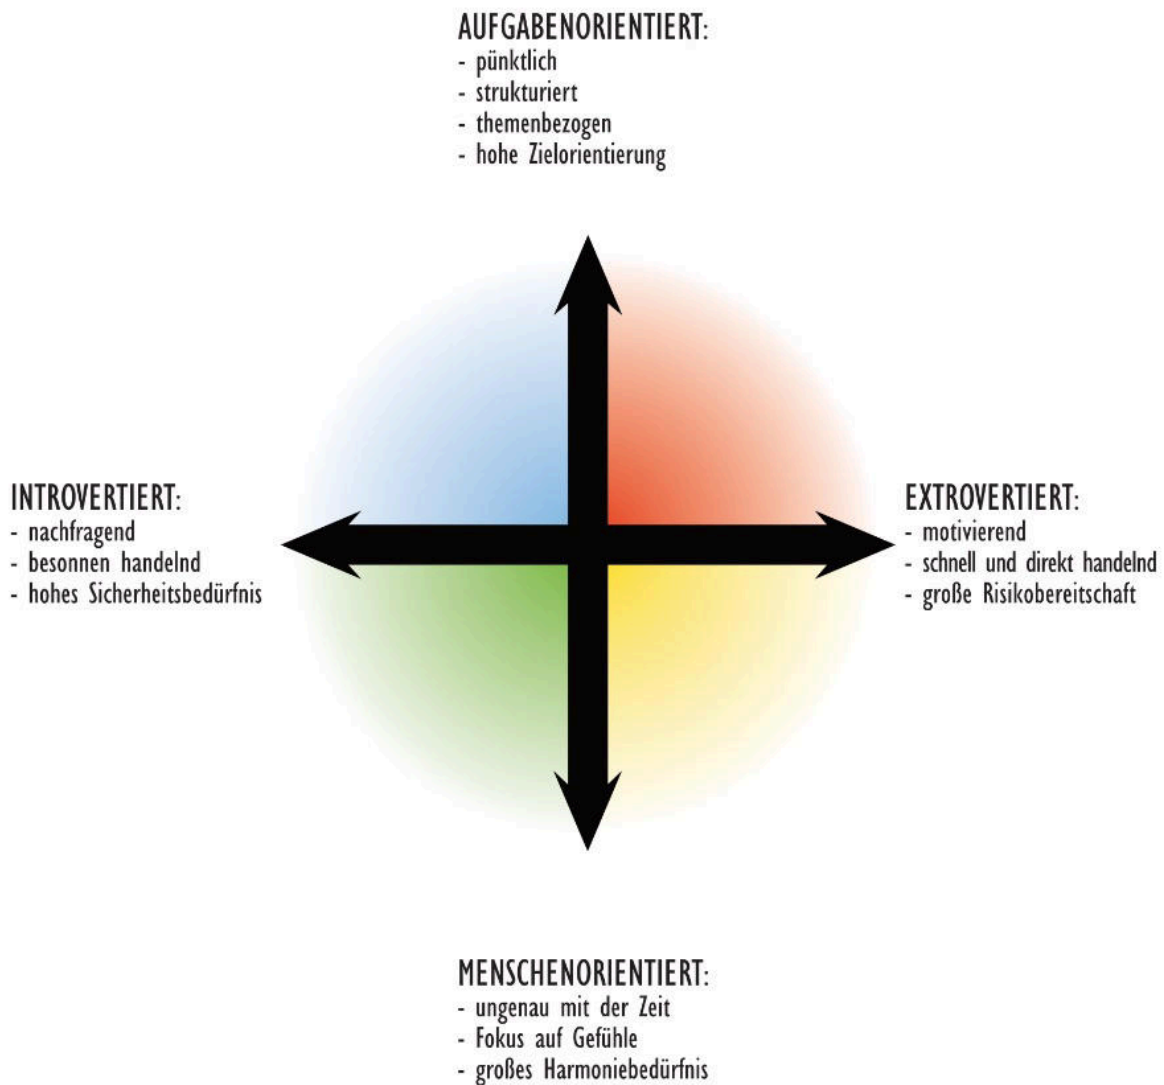 AUFGABENORIENTIERT:
- pünktlich
- strukturiert
- themenbezogen
- hohe Zielorientierung
INTROVERTIERT:
- nachfragend
- besonnen handelnd
- hohes Sicherheitsbedürfnis
EXTROVERTIERT:
- motivierend
- schnell und direkt handelnd
- große Risikobereitschaft
MENSCHENORIENTIERT:
- ungenau mit der Zeit
- Fokus auf Gefühle
- großes Harmoniebedürfnis